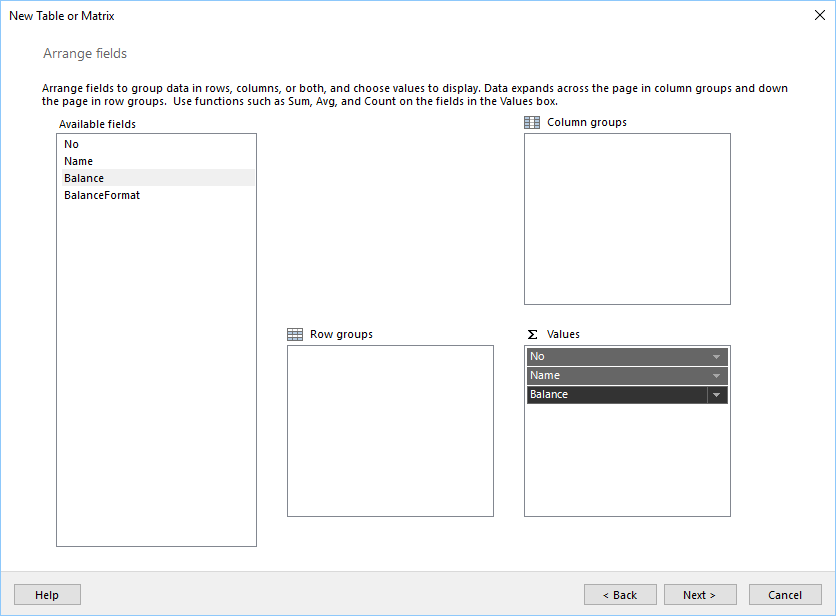 New Table or Matrix
Arrange fields
Arrange fields to group data in rows, columns, or both, and choose values to display. Data expands across the page in column groups and down
the page in row groups.  Use functions such as Sum, Avg, and Count on the fields in the Values box.
Available fields
No
Name
Balance
BalanceFormat
Column groups
Row groups
Σ Values
No
Name
Balance
Help
< Back
Next >
Cancel